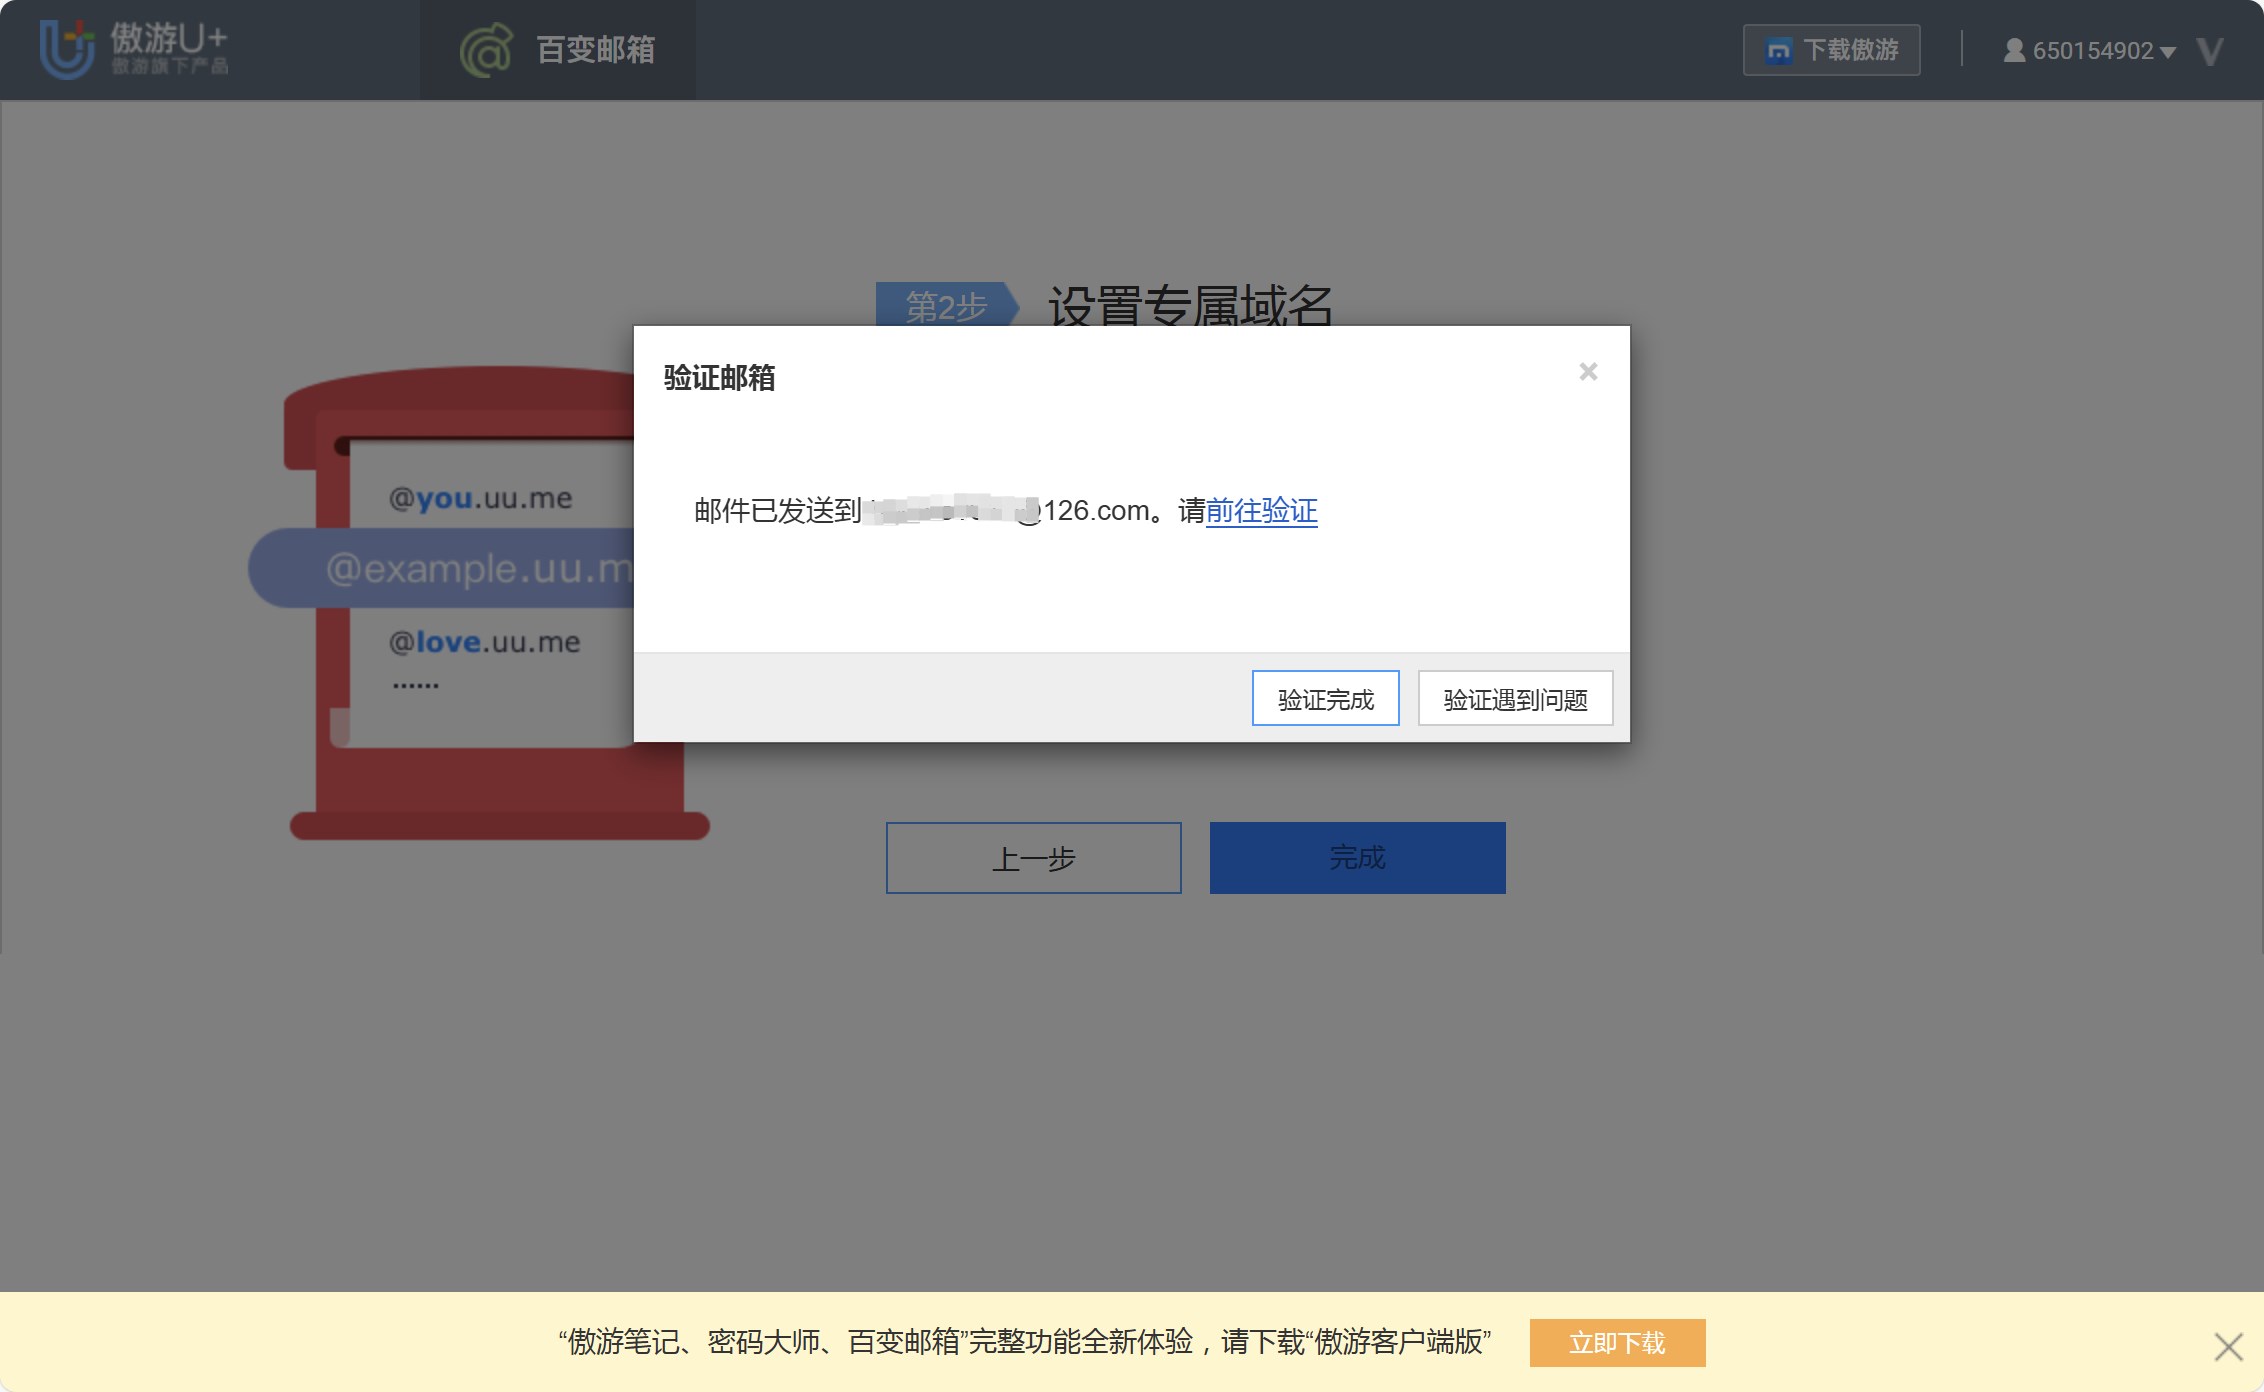 傲游U+
傲游旗下产品
百变邮箱
下载傲游
650154902
第2步
设置专属域名
@you.uu.me
@example.uu.m
@love.uu.me
......
验证邮箱
×
邮件已发送到 @126.com。请前往验证
验证完成
验证遇到问题
上一步
完成
“傲游笔记、密码大师、百变邮箱”完整功能全新体验，请下载“傲游客户端版”
立即下载